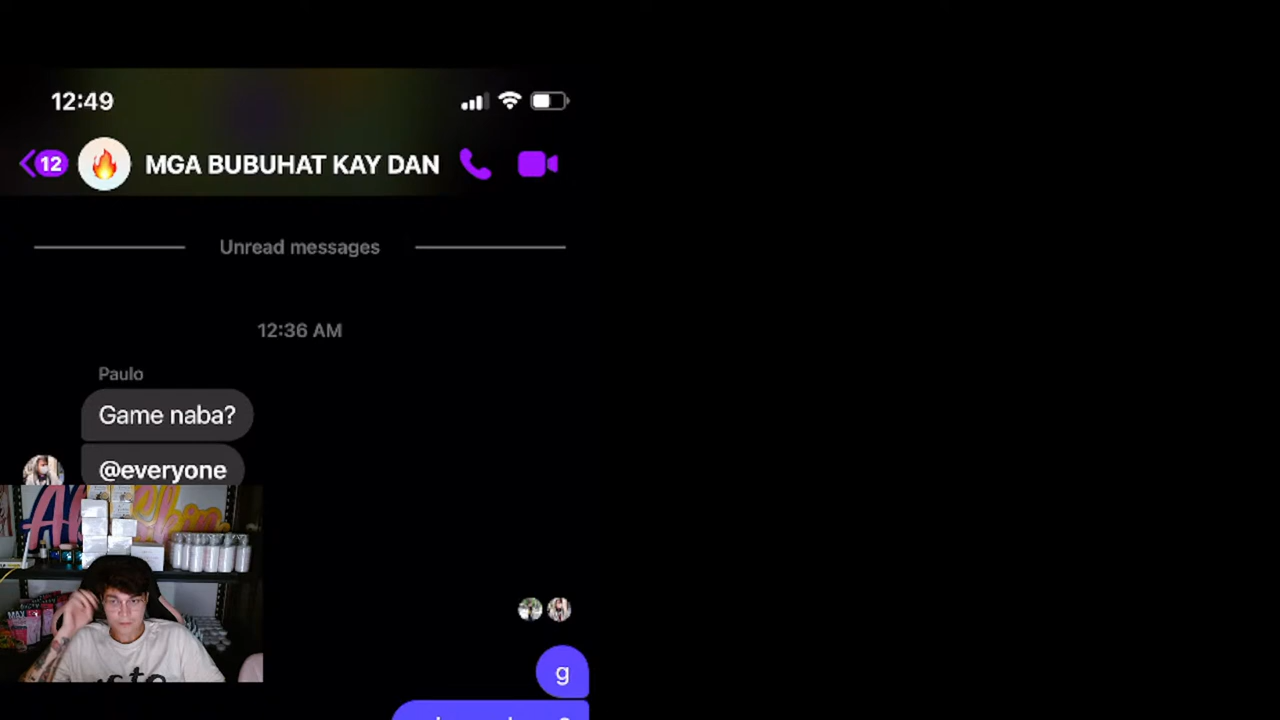 12:49
12
MGA BUBUHAT KAY DAN
Unread messages
12:36 AM
Paulo
Game naba?
@everyone
g